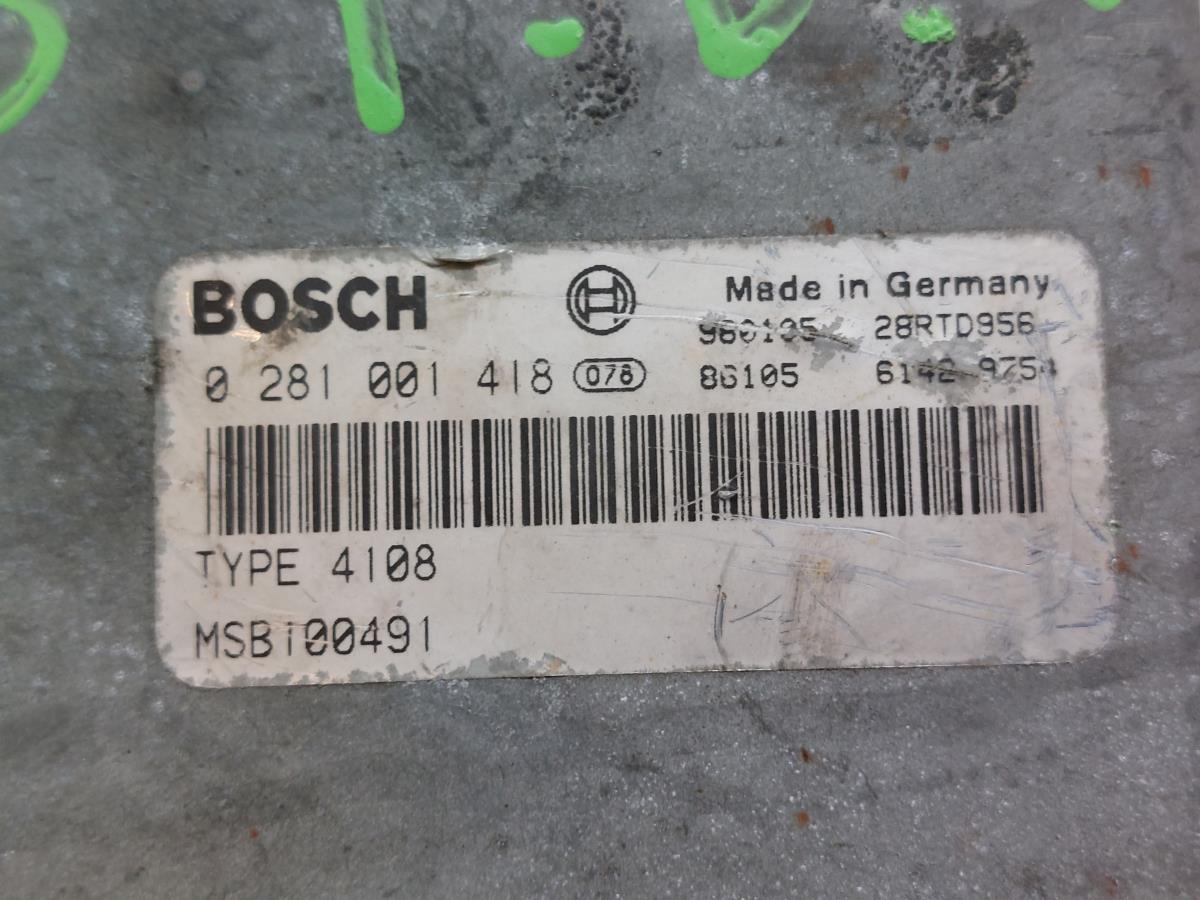 BOSCH
Made in Germany
28RTD956
0 281 001 418 078
86105
TYPE 4108
MSB100491